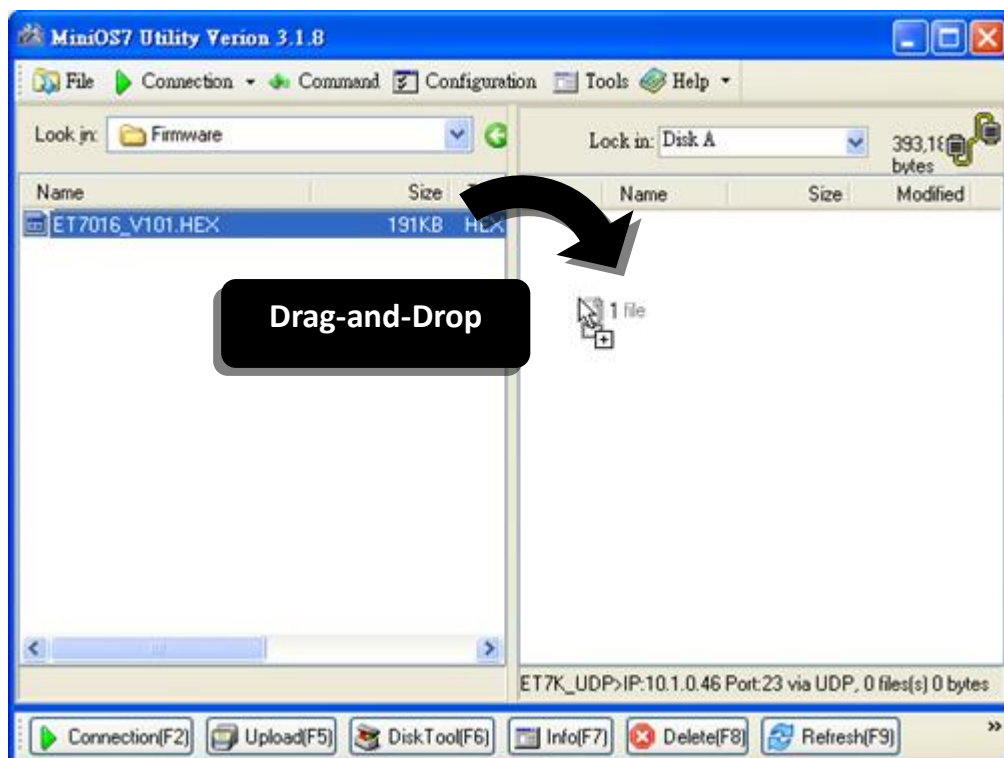 MiniOS7 Utility Verion 3.1.8
File Connection Command Configuration Tools Help
Look in: Firmware
Lock in: Disk A
393,18
bytes
Name Size
Name Size Modified
ET7016_V101.HEX 191KB HEX
Drag-and-Drop
1 file
ET7K_UDP>IP:10.1.0.46 Port:23 via UDP, 0 files(s) 0 bytes
Connection(F2) Upload(F5) DiskTool(F6) Info(F7) Delete(F8) Refresh(F9) »